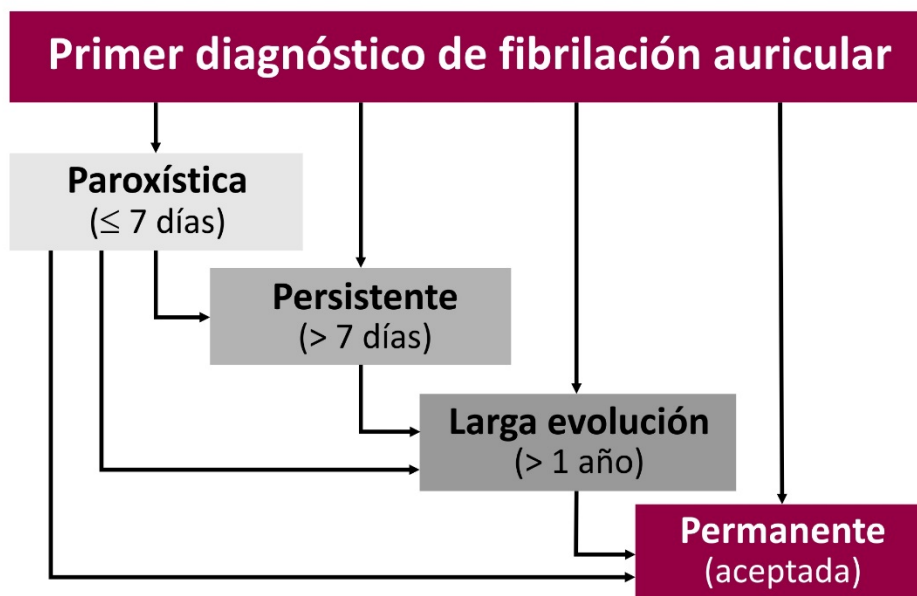 Primer diagnóstico de fibrilación auricular
Paroxística
(≤ 7 días)
Persistente
(> 7 días)
Larga evolución
(> 1 año)
Permanente
(aceptada)